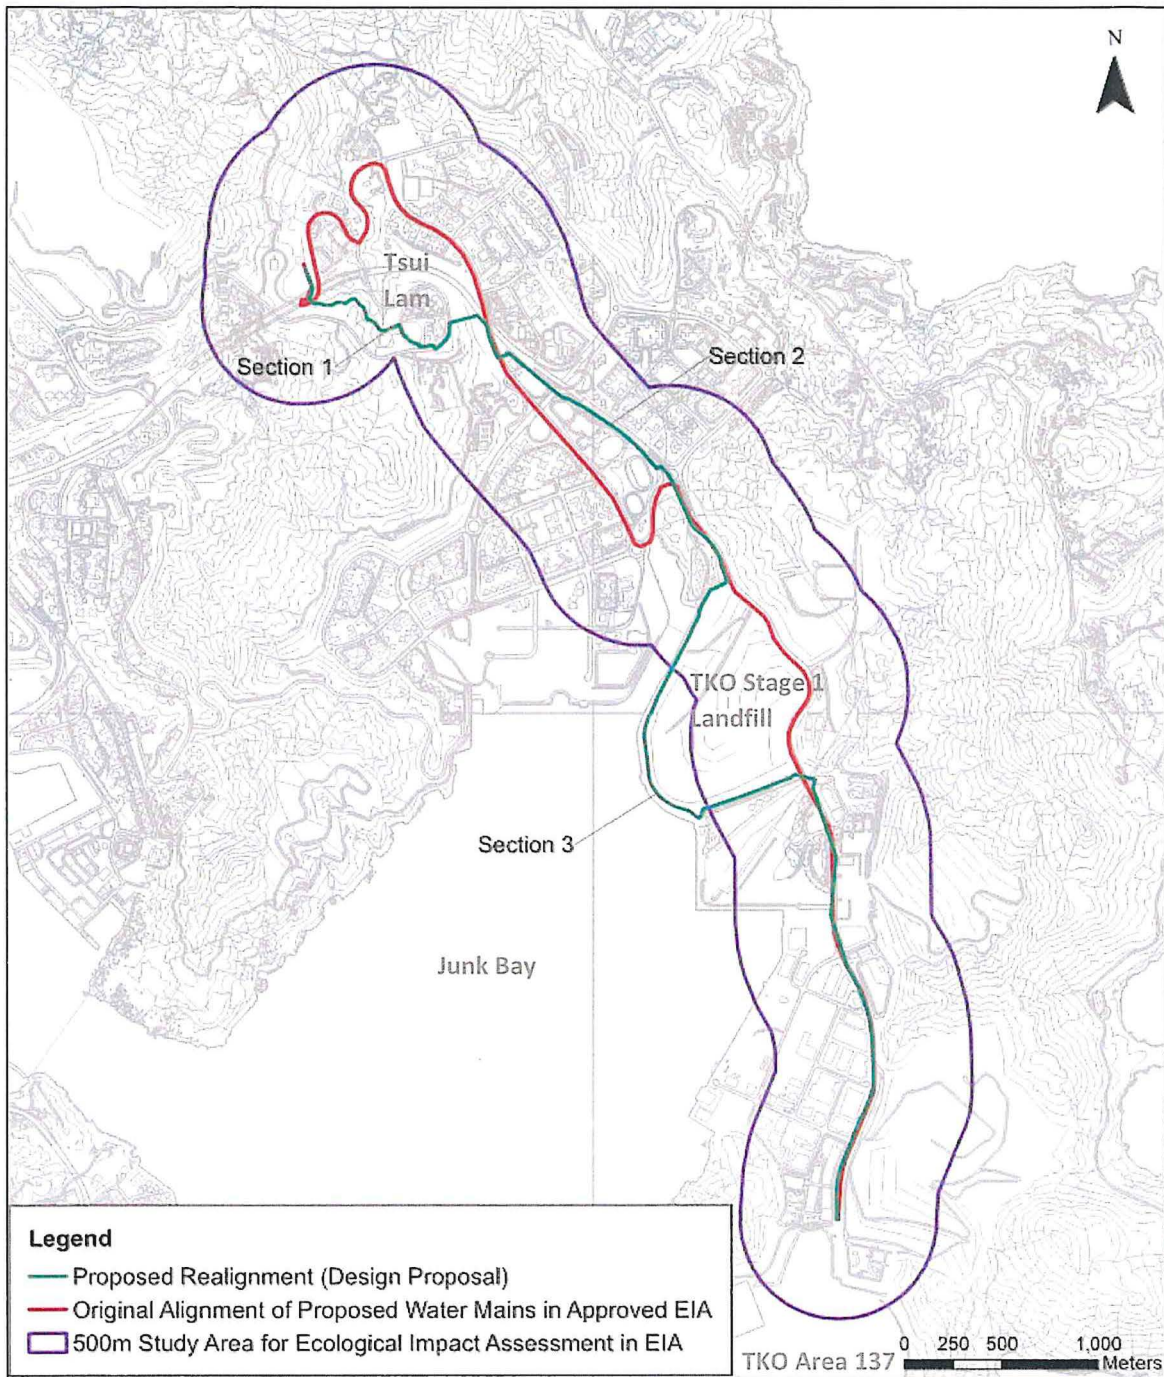 N
Tsui
Lam
Section 1
Section 2
TKO Stage 1
Landfill
Section 3
Junk Bay
Legend
Proposed Realignment (Design Proposal)
Original Alignment of Proposed Water Mains in Approved EIA
500m Study Area for Ecological Impact Assessment in EIA
0 250 500 1,000
Meters
TKO Area 137